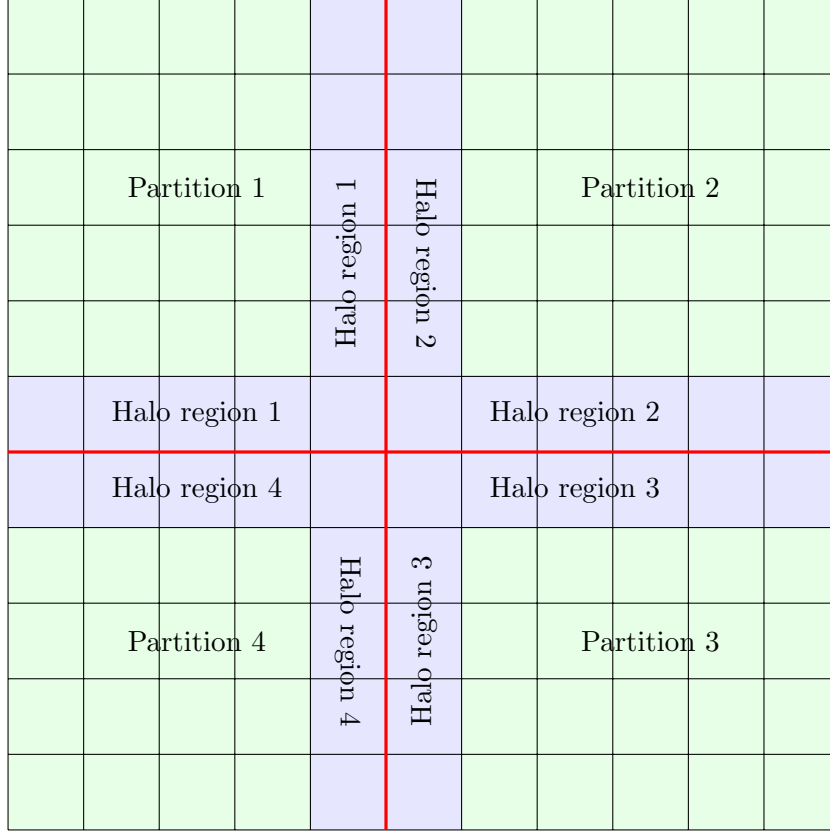 Partition 1
Halo region 1
Halo region 2
Partition 2
Halo region 1
Halo region 2
Halo region 4
Halo region 3
Partition 4
Halo region 4
Halo region 3
Partition 3